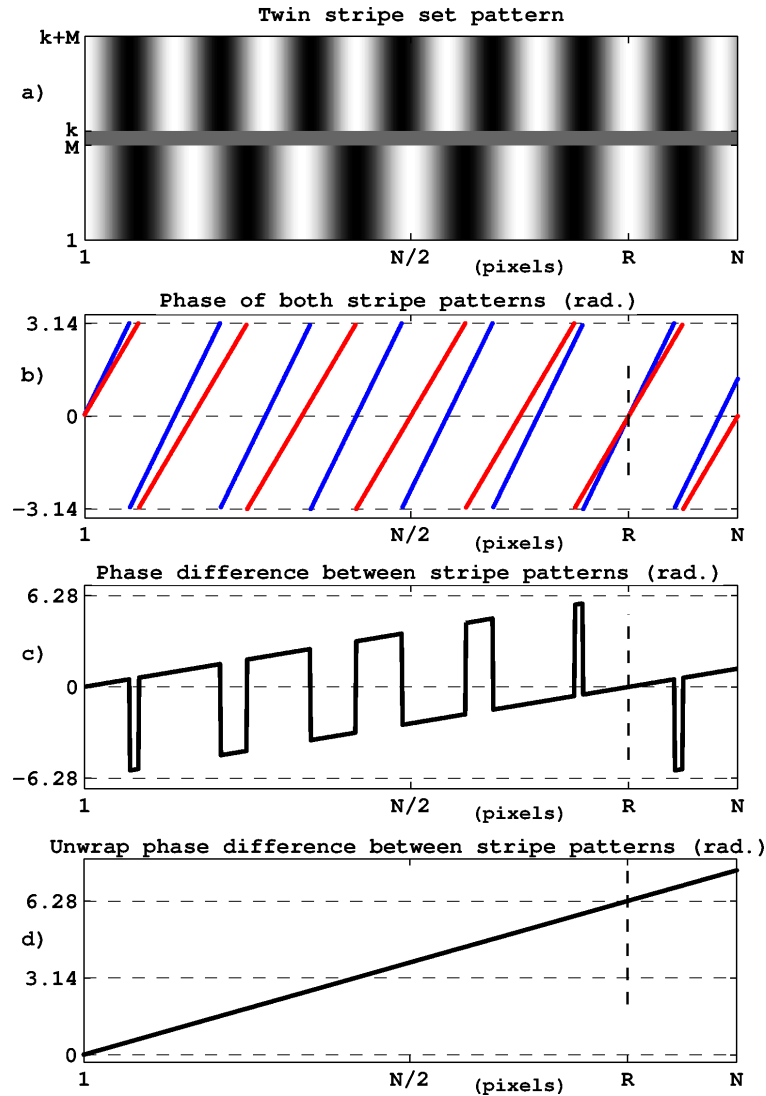 Twin stripe set pattern
k+M
a)
k
M
1
1 N/2 R N
(pixels)
Phase of both stripe patterns (rad.)
3.14
b)
0
−3.14
1 N/2 R N
(pixels)
Phase difference between stripe patterns (rad.)
6.28
c)
0
−6.28
1 N/2 R N
(pixels)
Unwrap phase difference between stripe patterns (rad.)
6.28
d)
3.14
0
1 N/2 R N
(pixels)